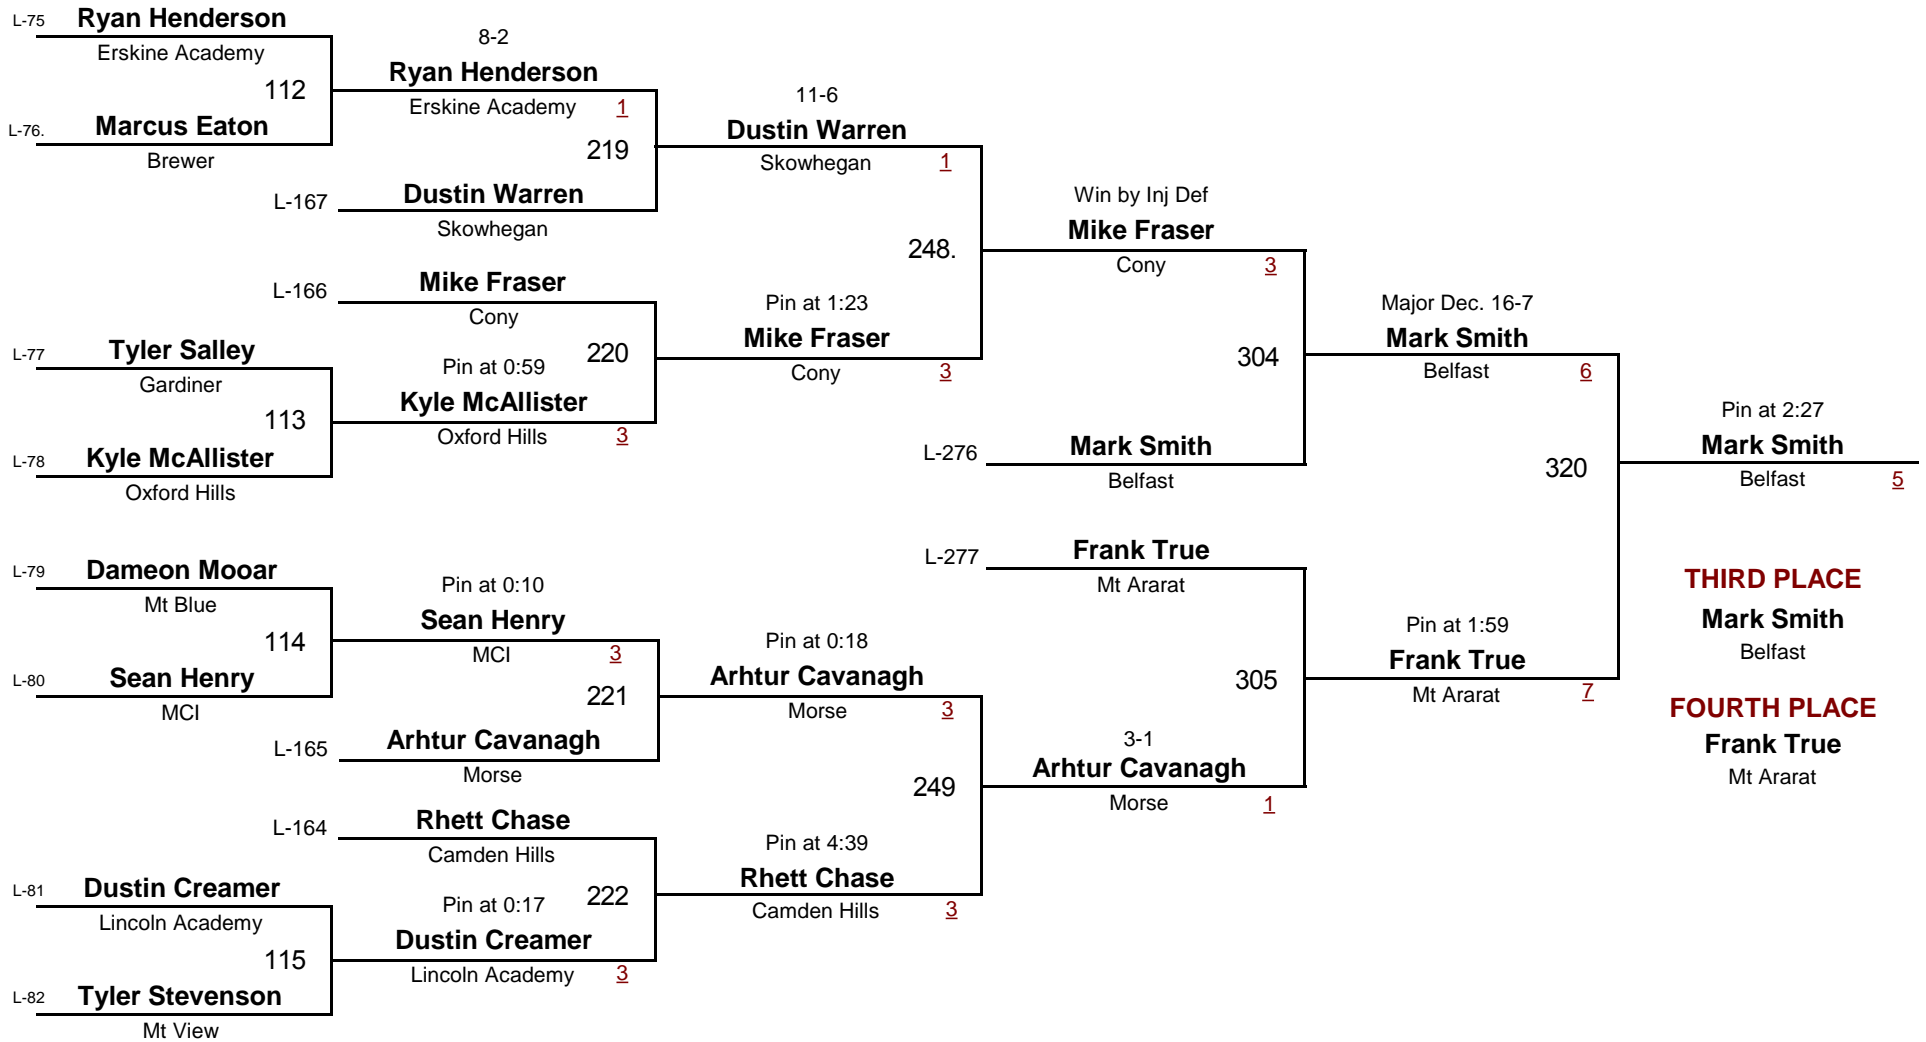 L-75 Ryan Henderson
Erskine Academy
112
L-76. Marcus Eaton
Brewer
8-2
Ryan Henderson
Erskine Academy 1
219
L-167 Dustin Warren
Skowhegan
11-6
Dustin Warren
Skowhegan 1
L-166 Mike Fraser
Cony
220
L-77 Tyler Salley
Gardiner
113
L-78 Kyle McAllister
Oxford Hills
Pin at 0:59
Kyle McAllister
Oxford Hills 3
Pin at 1:23
Mike Fraser
Cony 3
248.
Win by Inj Def
Mike Fraser
Cony 3
304
L-276 Mark Smith
Belfast
Major Dec. 16-7
Mark Smith
Belfast 6
320
Pin at 2:27
Mark Smith
Belfast 5
L-79 Dameon Mooar
Mt Blue
114
L-80 Sean Henry
MCI
Pin at 0:10
Sean Henry
MCI 3
221
L-165 Arhtur Cavanagh
Morse
Pin at 0:18
Arhtur Cavanagh
Morse 3
249
L-164 Rhett Chase
Camden Hills
222
L-81 Dustin Creamer
Lincoln Academy
115
L-82 Tyler Stevenson
Mt View
Pin at 0:17
Dustin Creamer
Lincoln Academy 3
Pin at 4:39
Rhett Chase
Camden Hills 3
L-277 Frank True
Mt Ararat
305
3-1
Arhtur Cavanagh
Morse 1
Pin at 1:59
Frank True
Mt Ararat 7
THIRD PLACE
Mark Smith
Belfast
FOURTH PLACE
Frank True
Mt Ararat